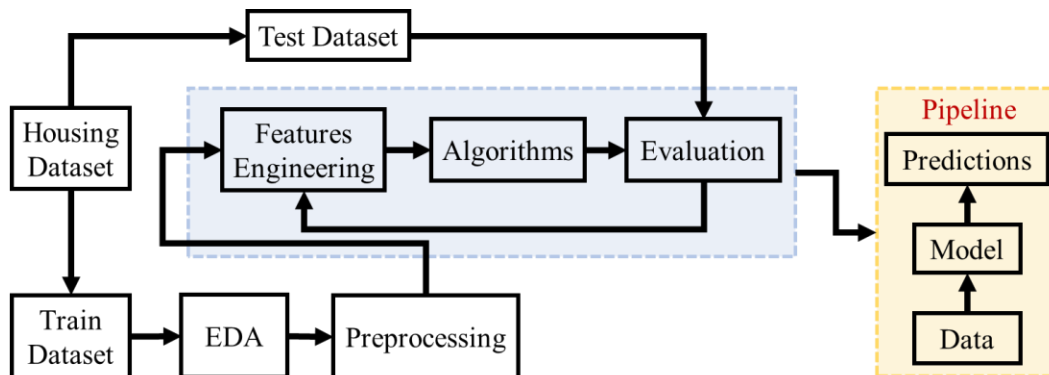 Test Dataset
Housing
Dataset
Features
Engineering
Algorithms
Evaluation
Pipeline
Predictions
Model
Data
Train
Dataset
EDA
Preprocessing